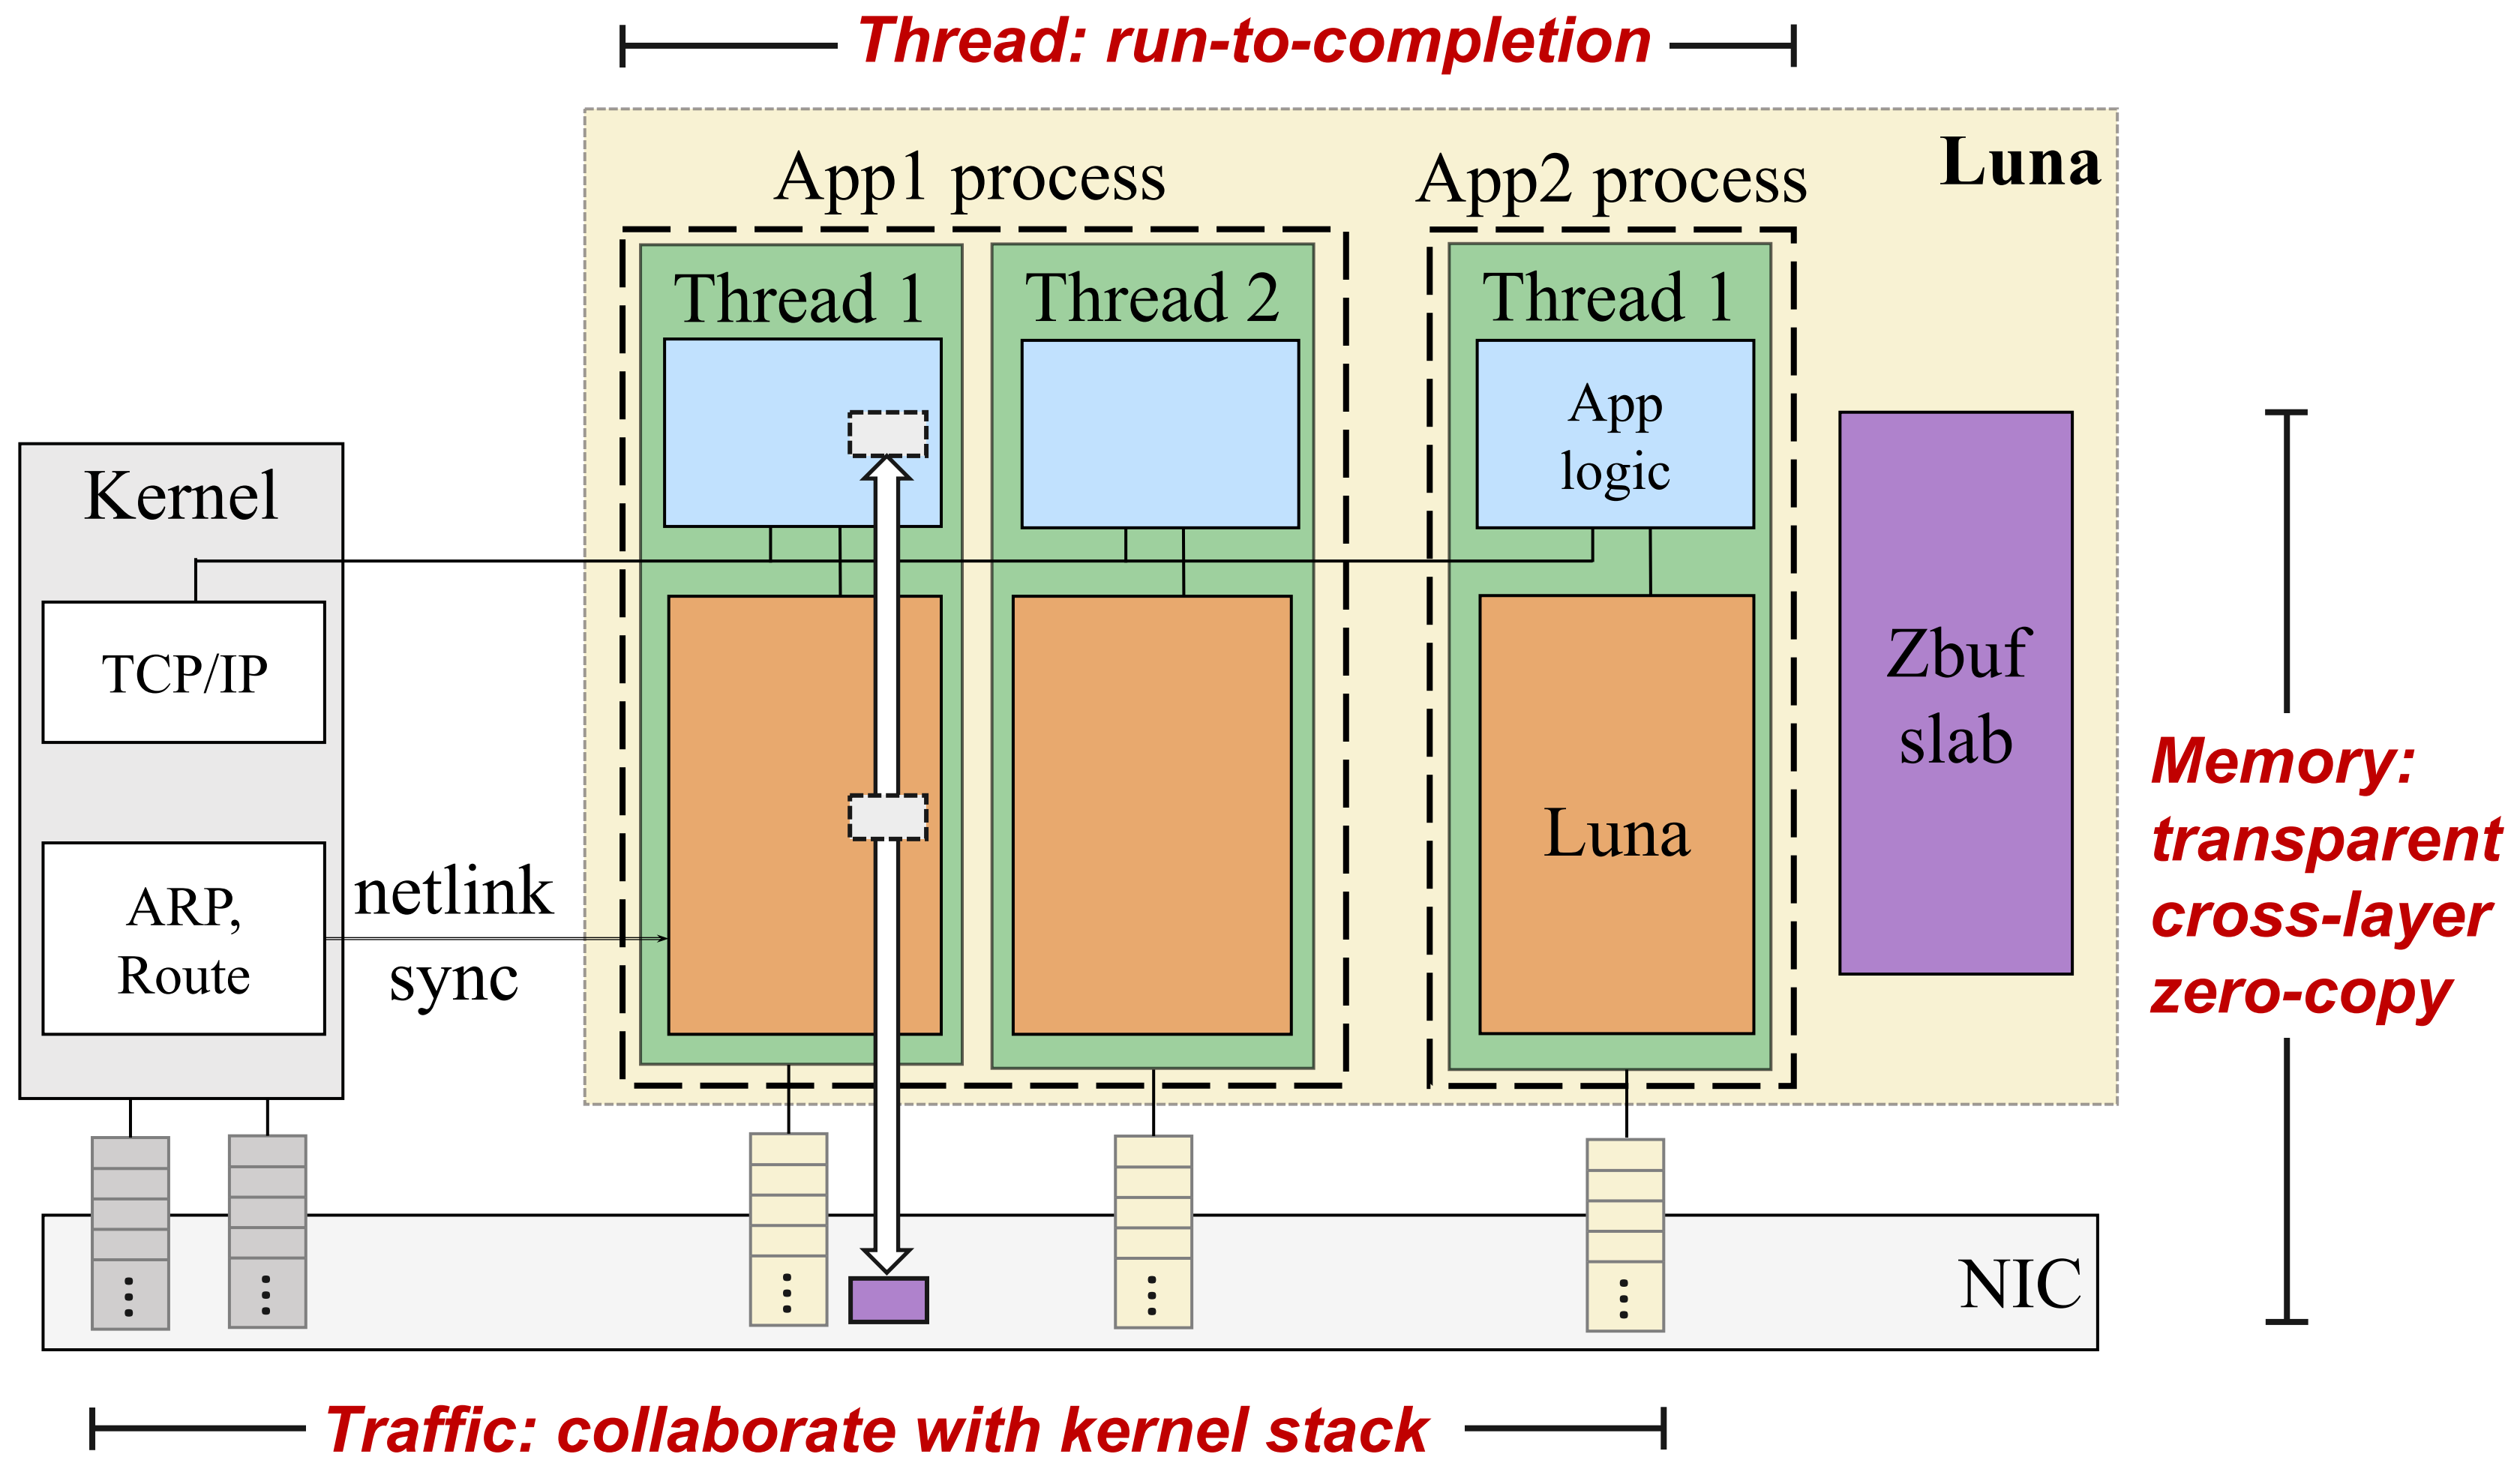 Thread: run-to-completion
Luna
App1 process
App2 process
Thread 1
Thread 2
Thread 1
App
logic
Kernel
TCP/IP
ARP,
Route
netlink
sync
Luna
Zbuf
slab
Memory:
transparent
cross-layer
zero-copy
NIC
Traffic: collaborate with kernel stack